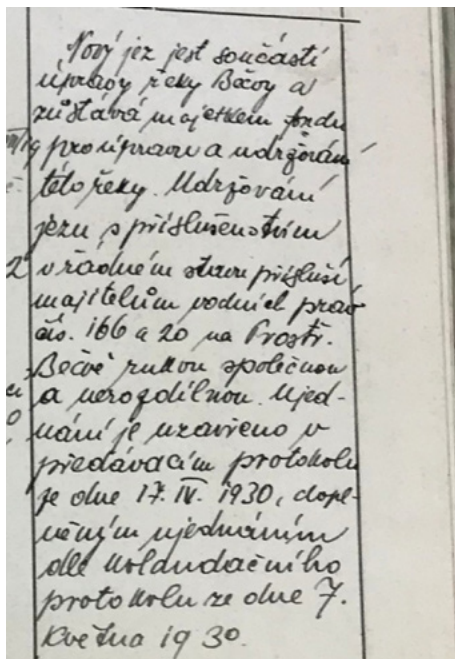 Nový jez jest součástí
úpravy řeky Bečvy a
zůstává majetkem fondu
pro úpravu a udržování
této řeky. Udržování
jezu s příslušenstvím
v řádném stavu přísluší
majitelům vodních práv
čís. 166 a 20 na Prostř.
Bečvě rukou společnou
a nerozdílnou. Ujed-
nání je uzavřeno v
předávacím protokolu
ze dne 17. IV. 1930, dopl-
něným ujednáním
dle kolaudačního
protokolu ze dne 7.
května 1930.